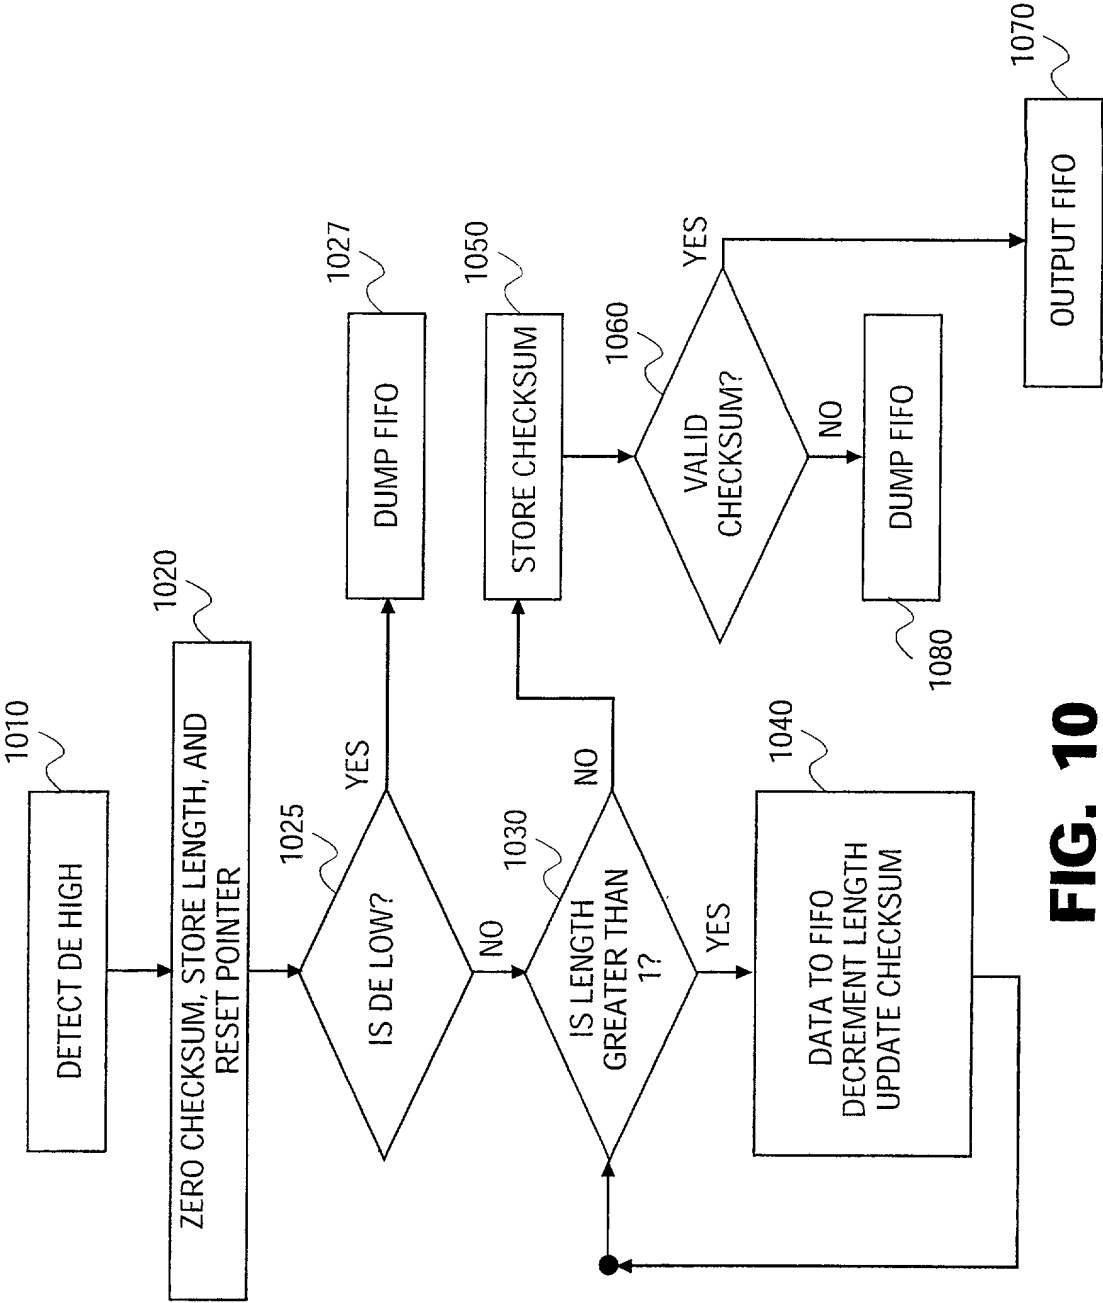 1010
DETECT DE HIGH
1020
ZERO CHECKSUM, STORE LENGTH, AND
RESET POINTER
1025
IS DE LOW?
YES
NO
1027
DUMP FIFO
1030
IS LENGTH
GREATER THAN
1?
NO
YES
1040
DATA TO FIFO
DECREMENT LENGTH
UPDATE CHECKSUM
1050
STORE CHECKSUM
1060
VALID
CHECKSUM?
YES
NO
1080
DUMP FIFO
1070
OUTPUT FIFO
FIG. 10